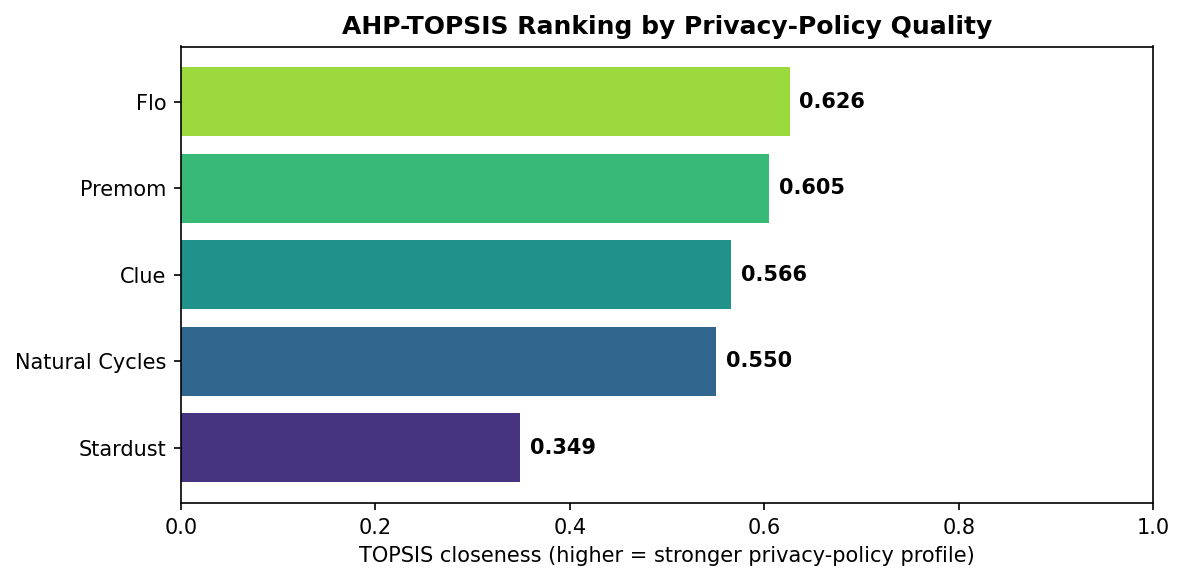 AHP-TOPSIS Ranking by Privacy-Policy Quality
Flo 0.626
Premom 0.605
Clue 0.566
Natural Cycles 0.550
Stardust 0.349
0.0 0.2 0.4 0.6 0.8 1.0
TOPSIS closeness (higher = stronger privacy-policy profile)